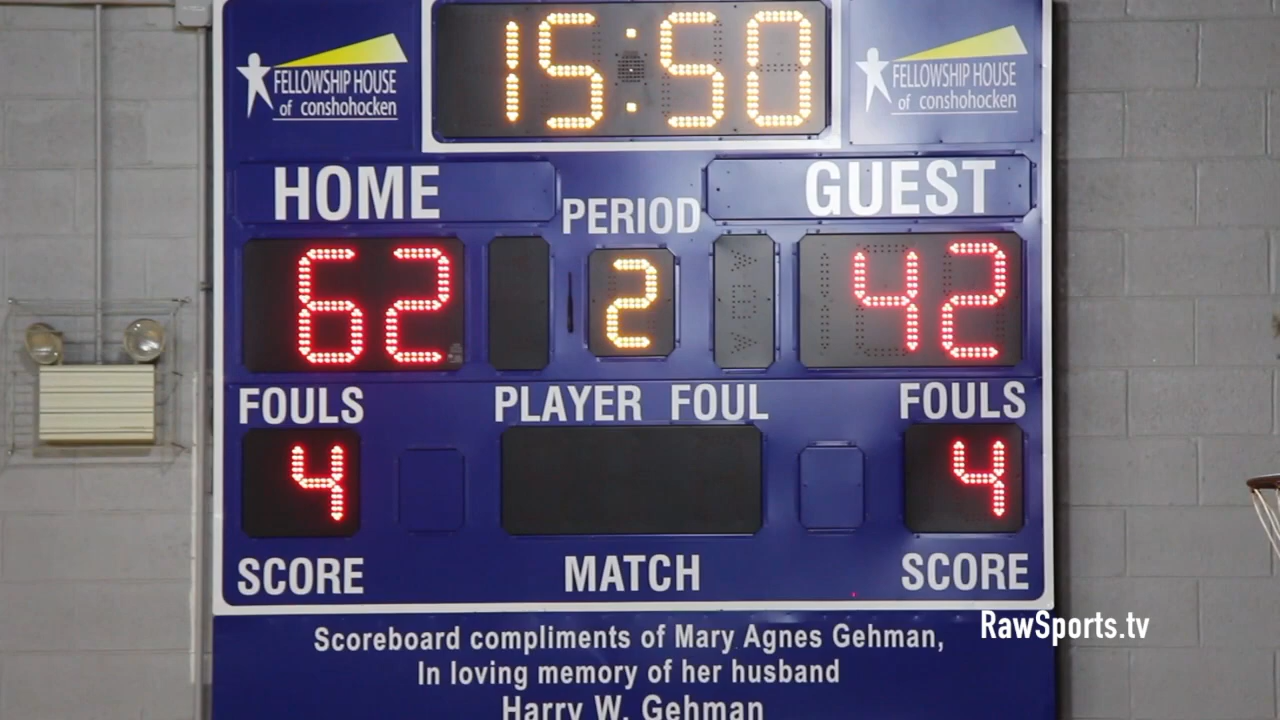 15:50
FELLOWSHIP HOUSE
of conshohocken
FELLOWSHIP HOUSE
of conshohocken
HOME
PERIOD
GUEST
62
2
42
FOULS
PLAYER FOUL
FOULS
4
4
SCORE
MATCH
SCORE
RawSports.tv
Scoreboard compliments of Mary Agnes Gehman,
In loving memory of her husband
Harry W. Gehman